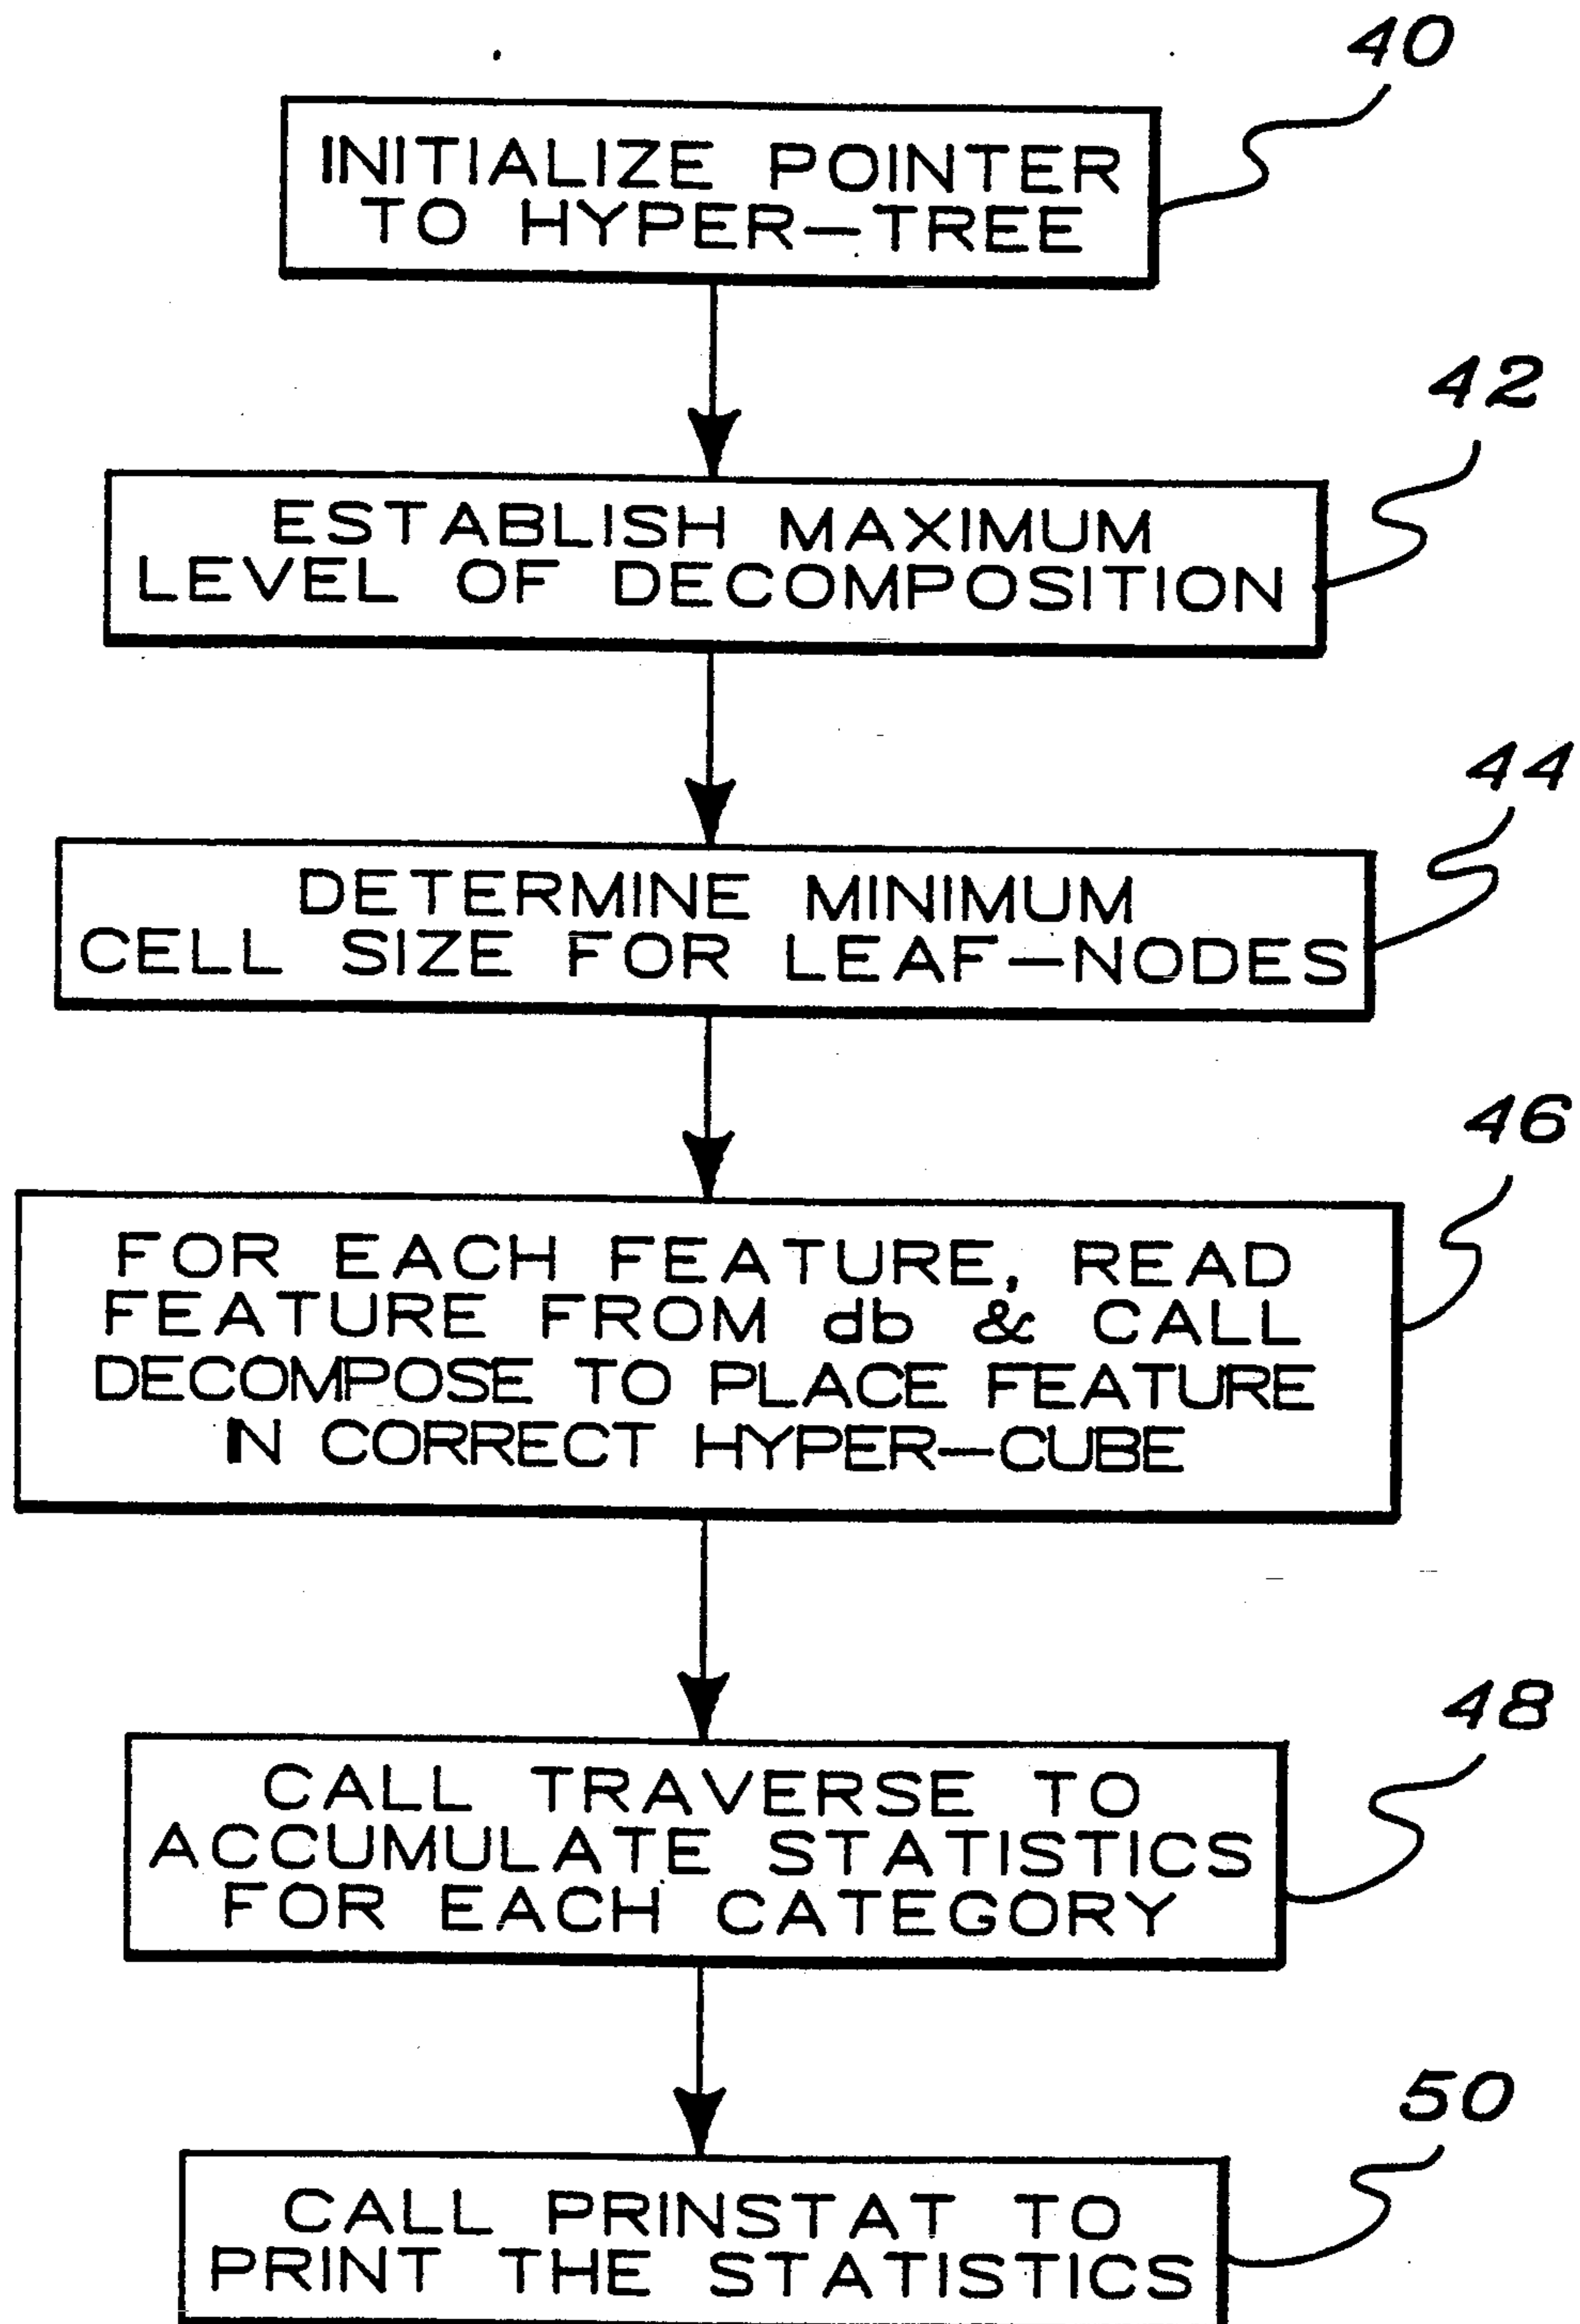 40
INITIALIZE POINTER
TO HYPER—TREE
42
ESTABLISH MAXIMUM
LEVEL OF DECOMPOSITION
44
DETERMINE MINIMUM
CELL SIZE FOR LEAF—NODES
46
FOR EACH FEATURE, READ
FEATURE FROM db & CALL
DECOMPOSE TO PLACE FEATURE
IN CORRECT HYPER—CUBE
48
CALL TRAVERSE TO
ACCUMULATE STATISTICS
FOR EACH CATEGORY
50
CALL PRINSTAT TO
PRINT THE STATISTICS